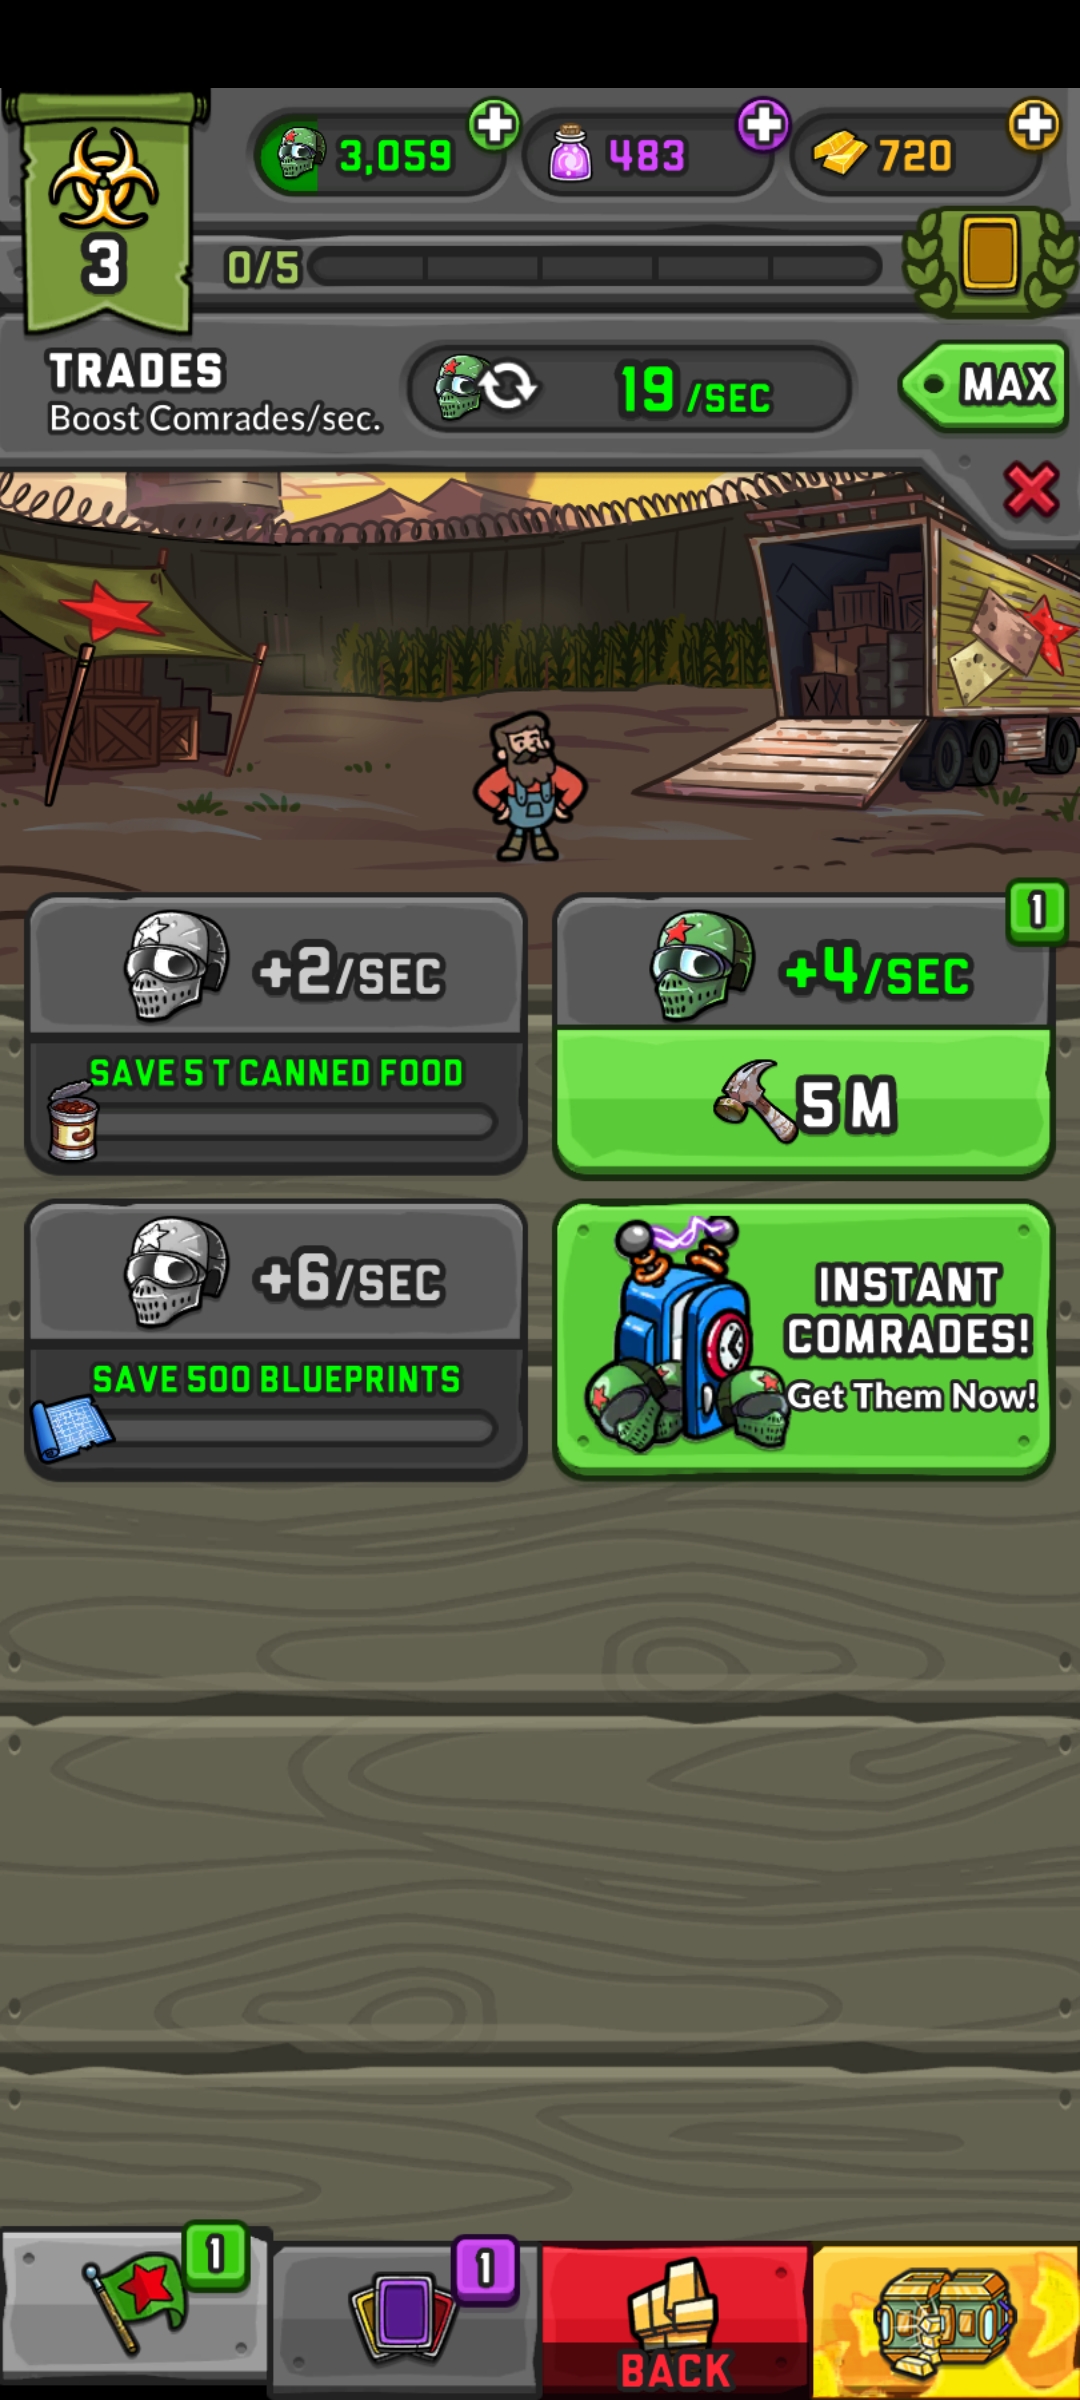 3,059
483
720
3
0/5
TRADES
Boost Comrades/sec.
19 /SEC
MAX
1
+2/SEC
+4/SEC
SAVE 5 T CANNED FOOD
5 M
+6/SEC
INSTANT
COMRADES!
Get Them Now!
SAVE 500 BLUEPRINTS
1
1
BACK